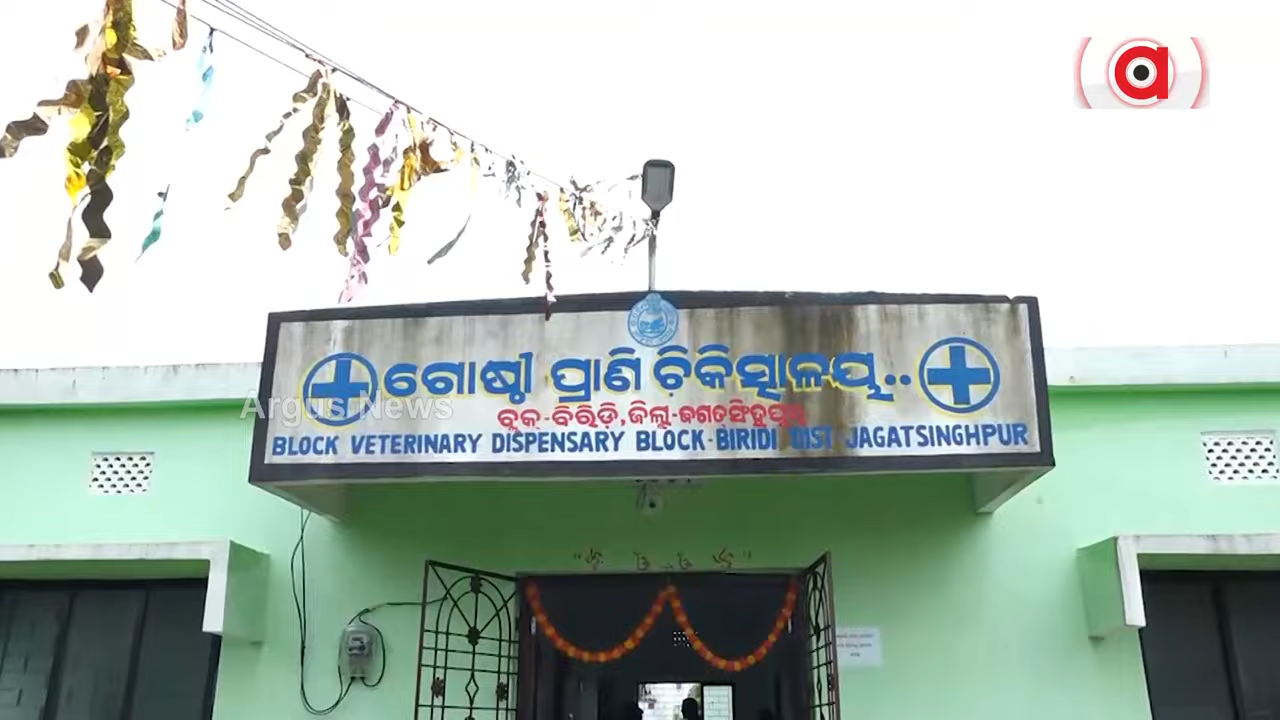 ଗୋଷ୍ଠୀ ପ୍ରାଣି ଚିକିତ୍ସାଳୟ..
ବ୍ଲକ୍-ବିରିଡ଼ି,ଜିଲ୍ଲା-ଜଗତସିଂହପୁର
BLOCK VETERINARY DISPENSARY BLOCK-BIRIDI DIST JAGATSINGHPUR
Argus News